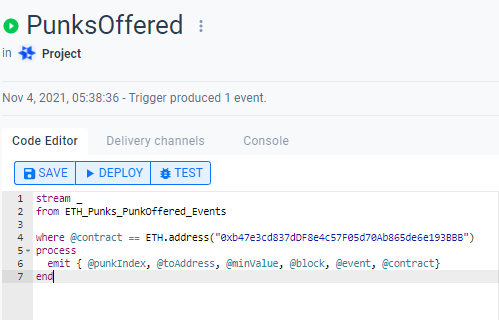 PunksOffered
in Project
Nov 4, 2021, 05:38:36 - Trigger produced 1 event.
Code Editor Delivery channels Console
SAVE DEPLOY TEST
1 stream _
2 from ETH_Punks_PunkOffered_Events
3
4 where @contract == ETH.address("0xb47e3cd837dDF8e4c57F05d70Ab865de6e193BBB")
5 process
6 emit { @punkIndex, @toAddress, @minValue, @block, @event, @contract}
7 end